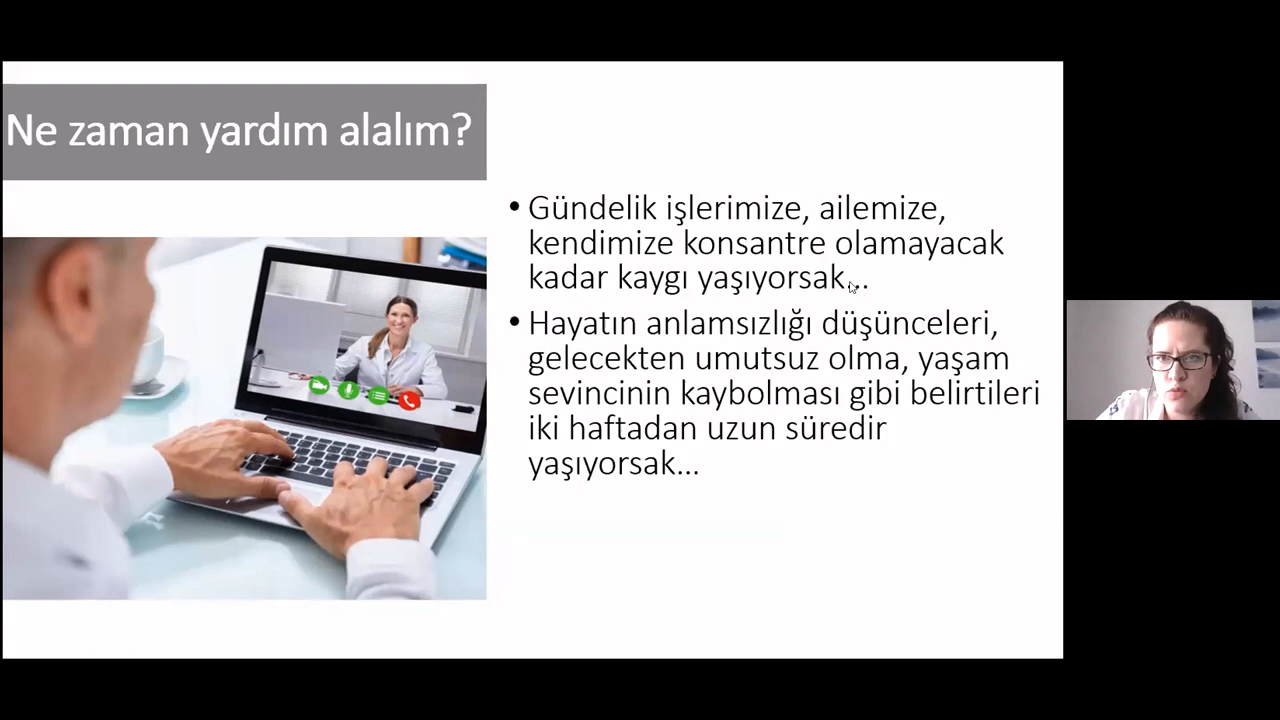 Ne zaman yardım alalım?
• Gündelik işlerimize, ailemize,
kendimize konsantre olamayacak
kadar kaygı yaşıyorsak...
• Hayatın anlamsızlığı düşünceleri,
gelecekten umutsuz olma, yaşam
sevincinin kaybolması gibi belirtileri
iki haftadan uzun süredir
yaşıyorsak...